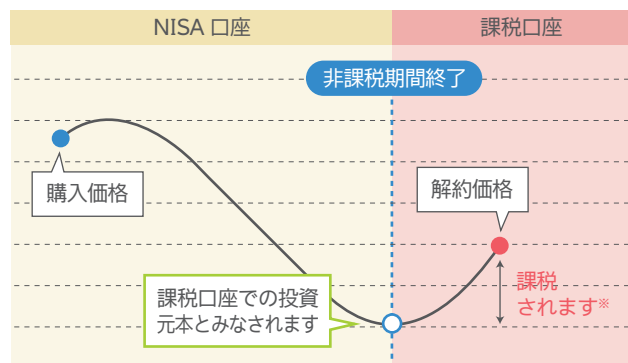 NISA 口座
課税口座
非課税期間終了
購入価格
解約価格
課税口座での投資
元本とみなされます
課税
されます※